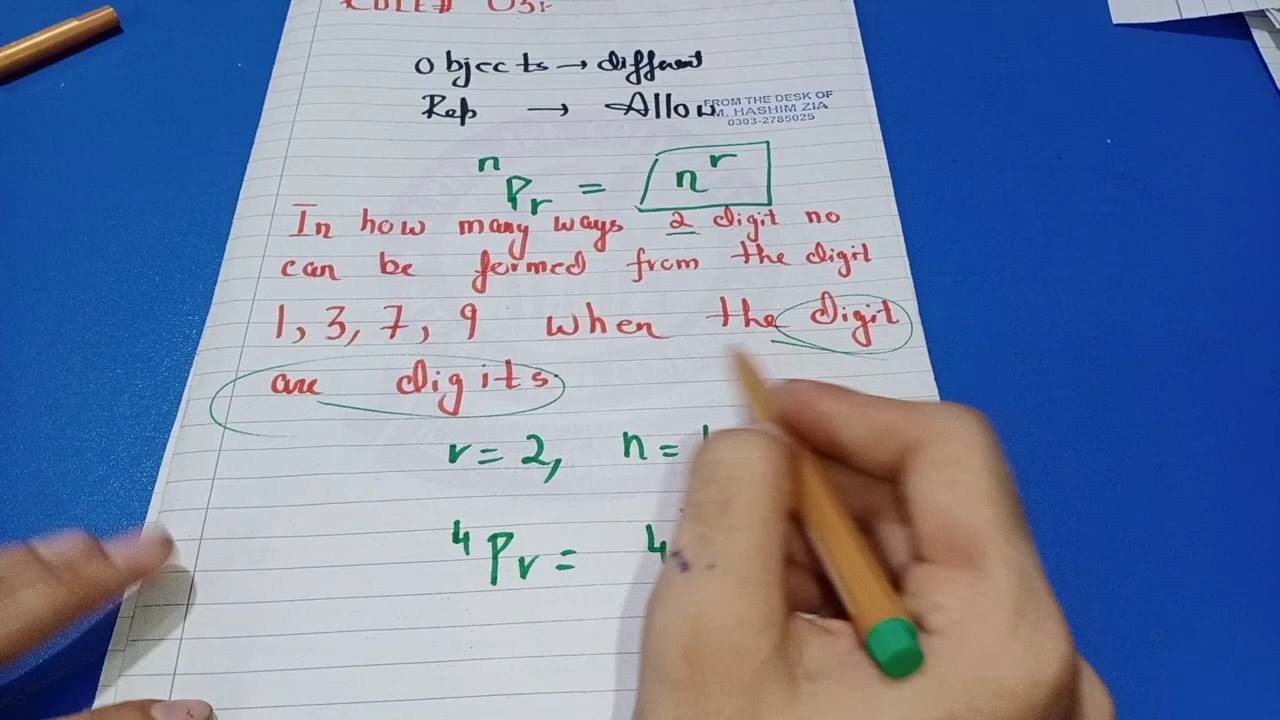 Objects → different
Rep → Allow
FROM THE DESK OF
M. HASHIM ZIA
0303-2785025
nPr = n^r
In how many ways 2 digit no
can be formed from the digit
1, 3, 7, 9 when the digit
are digits
r = 2, n =
4Pr = 4